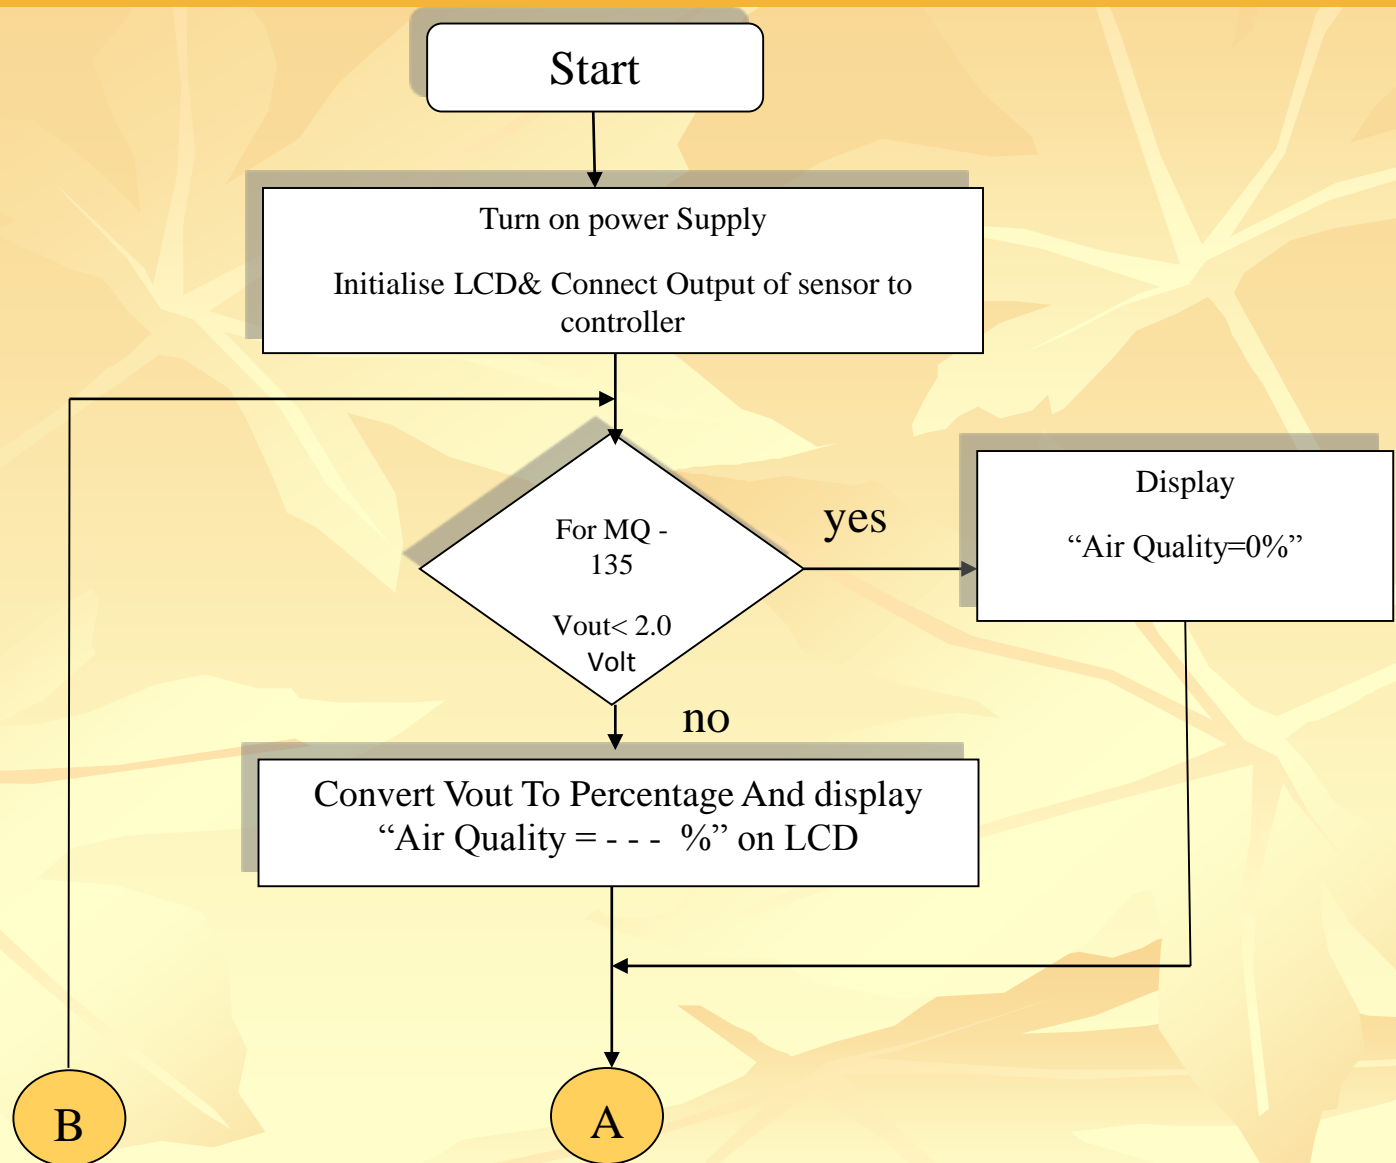 Start
Turn on power Supply
Initialise LCD& Connect Output of sensor to
controller
For MQ -
135
Vout< 2.0
Volt
yes
Display
“Air Quality=0%”
no
Convert Vout To Percentage And display
“Air Quality = - - - %” on LCD
B
A